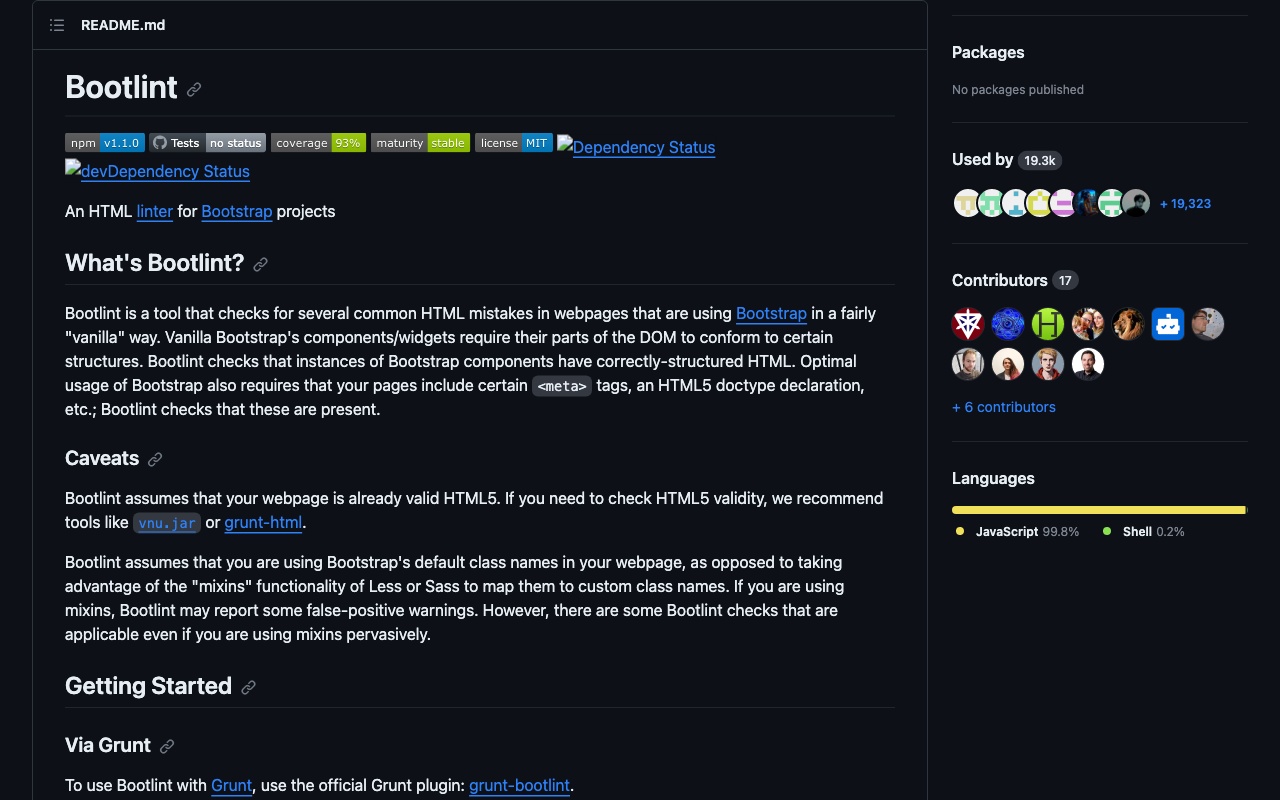 README.md
Bootlint
npm v1.1.0 Tests no status coverage 93% maturity stable license MIT Dependency Status
devDependency Status
An HTML linter for Bootstrap projects
What's Bootlint?
Bootlint is a tool that checks for several common HTML mistakes in webpages that are using Bootstrap in a fairly
"vanilla" way. Vanilla Bootstrap's components/widgets require their parts of the DOM to conform to certain
structures. Bootlint checks that instances of Bootstrap components have correctly-structured HTML. Optimal
usage of Bootstrap also requires that your pages include certain <meta> tags, an HTML5 doctype declaration,
etc.; Bootlint checks that these are present.
Caveats
Bootlint assumes that your webpage is already valid HTML5. If you need to check HTML5 validity, we recommend
tools like vnu.jar or grunt-html.
Bootlint assumes that you are using Bootstrap's default class names in your webpage, as opposed to taking
advantage of the "mixins" functionality of Less or Sass to map them to custom class names. If you are using
mixins, Bootlint may report some false-positive warnings. However, there are some Bootlint checks that are
applicable even if you are using mixins pervasively.
Getting Started
Via Grunt
To use Bootlint with Grunt, use the official Grunt plugin: grunt-bootlint.
Packages
No packages published
Used by 19.3k
+ 19,323
Contributors 17
+ 6 contributors
Languages
JavaScript 99.8% Shell 0.2%